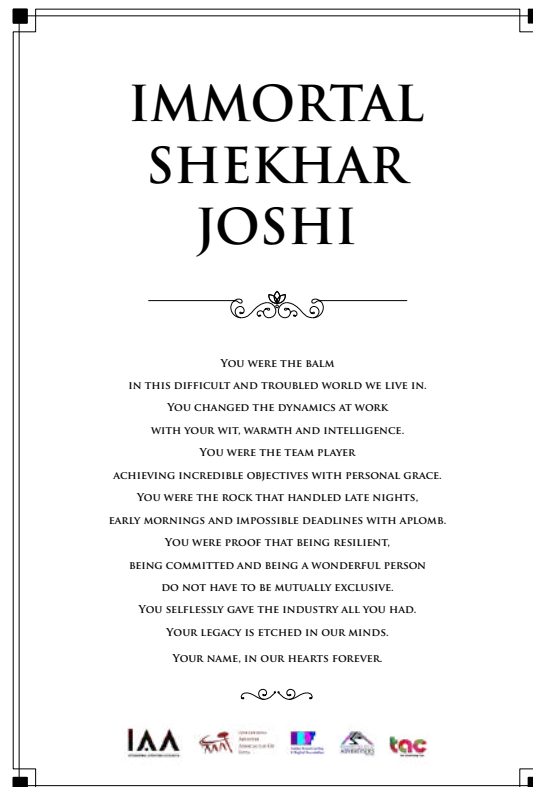 IMMORTAL
SHEKHAR
JOSHI
You were the balm
in this difficult and troubled world we live in.
You changed the dynamics at work
with your wit, warmth and intelligence.
You were the team player
achieving incredible objectives with personal grace.
You were the rock that handled late nights,
early mornings and impossible deadlines with aplomb.
You were proof that being resilient,
being committed and being a wonderful person
do not have to be mutually exclusive.
You selflessly gave the industry all you had.
Your legacy is etched in our minds.
Your name, in our hearts forever.
IAA
tac